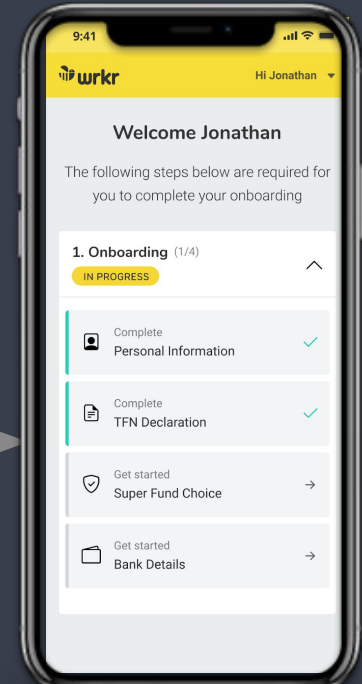 9:41
wrkr
Hi Jonathan
Welcome Jonathan
The following steps below are required for
you to complete your onboarding
1. Onboarding (1/4)
IN PROGRESS
Complete
Personal Information
Complete
TFN Declaration
Get started
Super Fund Choice
Get started
Bank Details